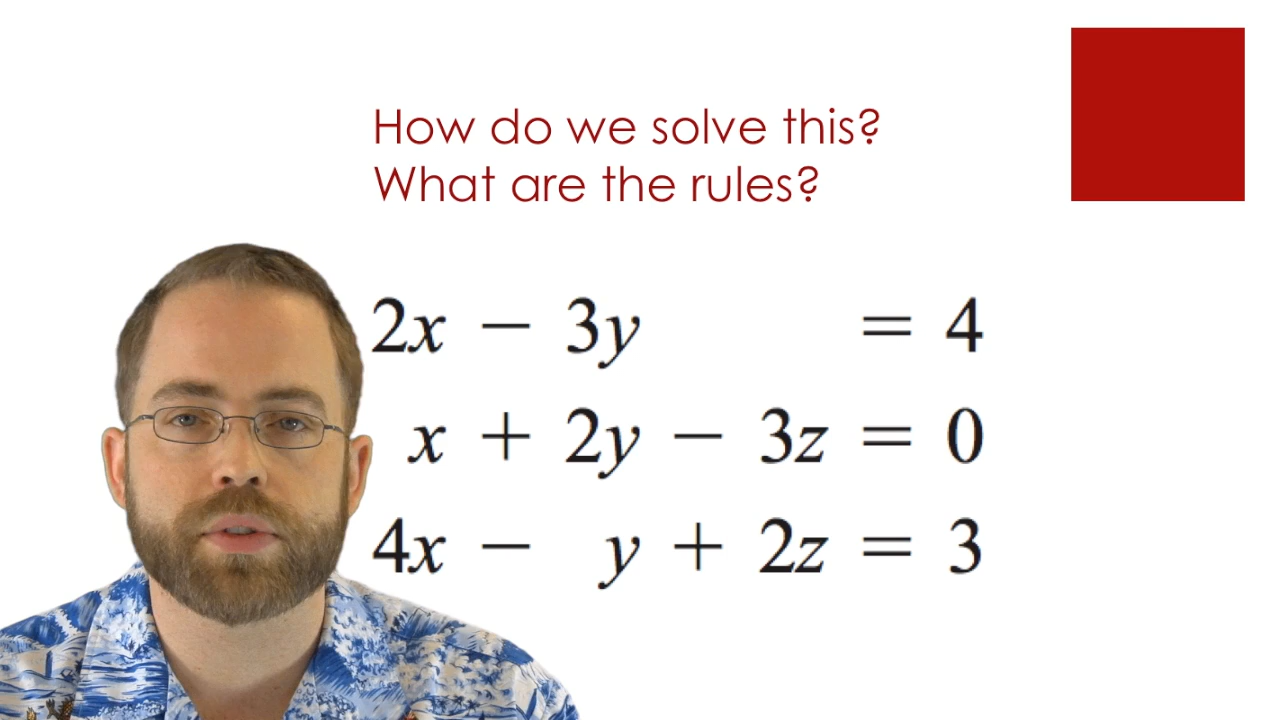 How do we solve this?
What are the rules?
2x − 3y = 4
x + 2y − 3z = 0
4x − y + 2z = 3